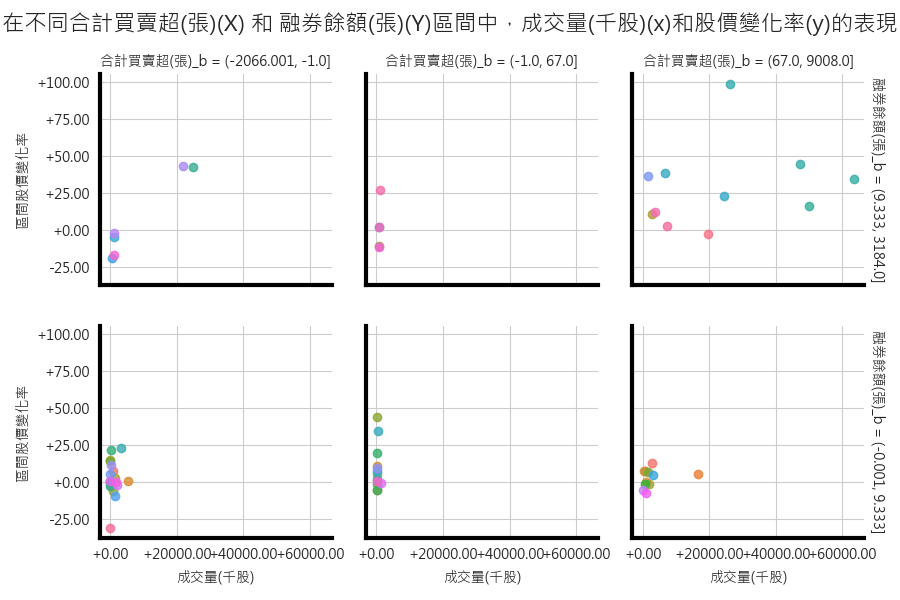 在不同合計買賣超(張)(X) 和 融券餘額(張)(Y)區間中，成交量(千股)(x)和股價變化率(y)的表現
合計買賣超(張)_b = (-2066.001, -1.0]
合計買賣超(張)_b = (-1.0, 67.0]
合計買賣超(張)_b = (67.0, 9008.0]
+100.00
+75.00
+50.00
+25.00
+0.00
-25.00
區間股價變化率
融券餘額(張)_b = (9.333, 3184.0]
+100.00
+75.00
+50.00
+25.00
+0.00
-25.00
區間股價變化率
融券餘額(張)_b = (-0.001, 9.333]
+0.00 +20000.00 +40000.00 +60000.00
+0.00 +20000.00 +40000.00 +60000.00
+0.00 +20000.00 +40000.00 +60000.00
成交量(千股)
成交量(千股)
成交量(千股)